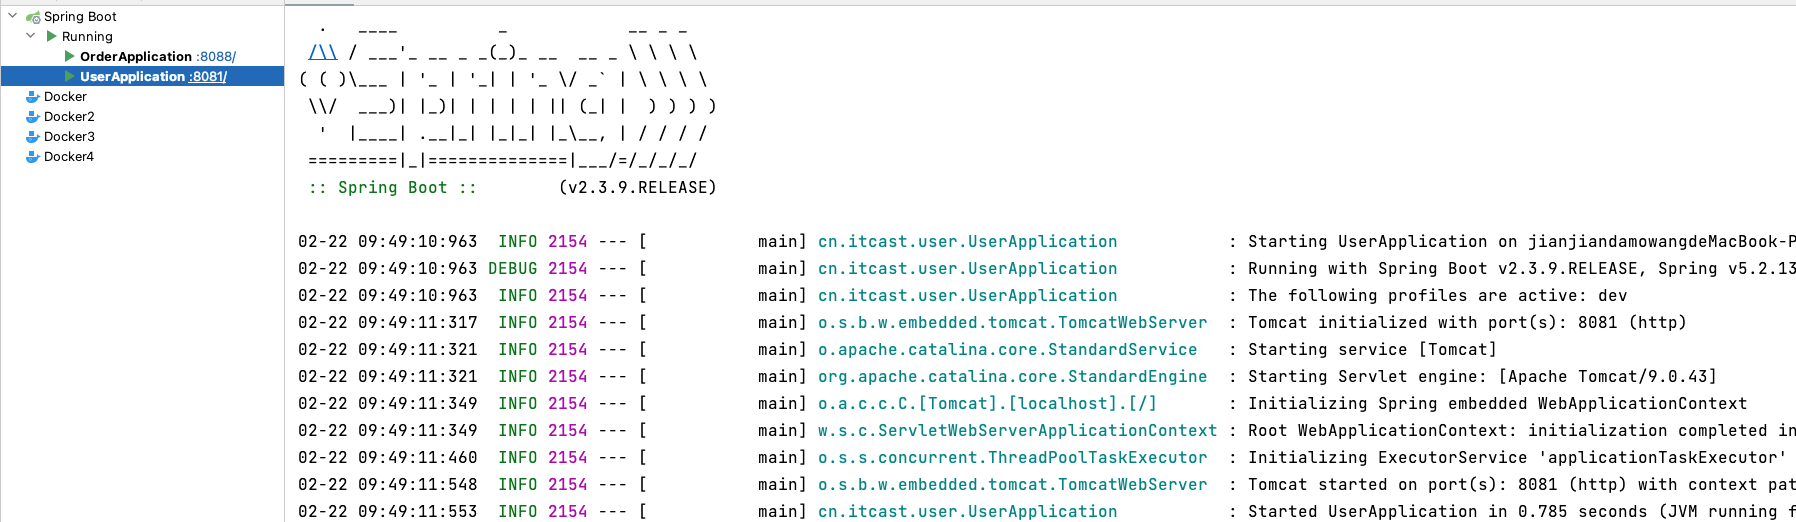 Spring Boot
Running
OrderApplication :8088/
UserApplication :8081/
Docker
Docker2
Docker3
Docker4
  .   ____          _            __ _ _
 /\\ / ___'_ __ _ _(_)_ __  __ _ \ \ \ \
( ( )\___ | '_ | '_| | '_ \/ _` | \ \ \ \
 \\/  ___)| |_)| | | | | || (_| |  ) ) ) )
  '  |____| .__|_| |_|_| |_\__, | / / / /
 =========|_|==============|___/=/_/_/_/
 :: Spring Boot ::        (v2.3.9.RELEASE)
02-22 09:49:10:963  INFO 2154 --- [           main] cn.itcast.user.UserApplication           : Starting UserApplication on jianjiandamowangdeMacBook-P
02-22 09:49:10:963 DEBUG 2154 --- [           main] cn.itcast.user.UserApplication           : Running with Spring Boot v2.3.9.RELEASE, Spring v5.2.13
02-22 09:49:10:963  INFO 2154 --- [           main] cn.itcast.user.UserApplication           : The following profiles are active: dev
02-22 09:49:11:317  INFO 2154 --- [           main] o.s.b.w.embedded.tomcat.TomcatWebServer  : Tomcat initialized with port(s): 8081 (http)
02-22 09:49:11:321  INFO 2154 --- [           main] o.apache.catalina.core.StandardService   : Starting service [Tomcat]
02-22 09:49:11:321  INFO 2154 --- [           main] org.apache.catalina.core.StandardEngine  : Starting Servlet engine: [Apache Tomcat/9.0.43]
02-22 09:49:11:349  INFO 2154 --- [           main] o.a.c.c.C.[Tomcat].[localhost].[/]       : Initializing Spring embedded WebApplicationContext
02-22 09:49:11:349  INFO 2154 --- [           main] w.s.c.ServletWebServerApplicationContext : Root WebApplicationContext: initialization completed in
02-22 09:49:11:460  INFO 2154 --- [           main] o.s.s.concurrent.ThreadPoolTaskExecutor  : Initializing ExecutorService 'applicationTaskExecutor'
02-22 09:49:11:548  INFO 2154 --- [           main] o.s.b.w.embedded.tomcat.TomcatWebServer  : Tomcat started on port(s): 8081 (http) with context pat
02-22 09:49:11:553  INFO 2154 --- [           main] cn.itcast.user.UserApplication           : Started UserApplication in 0.785 seconds (JVM running f